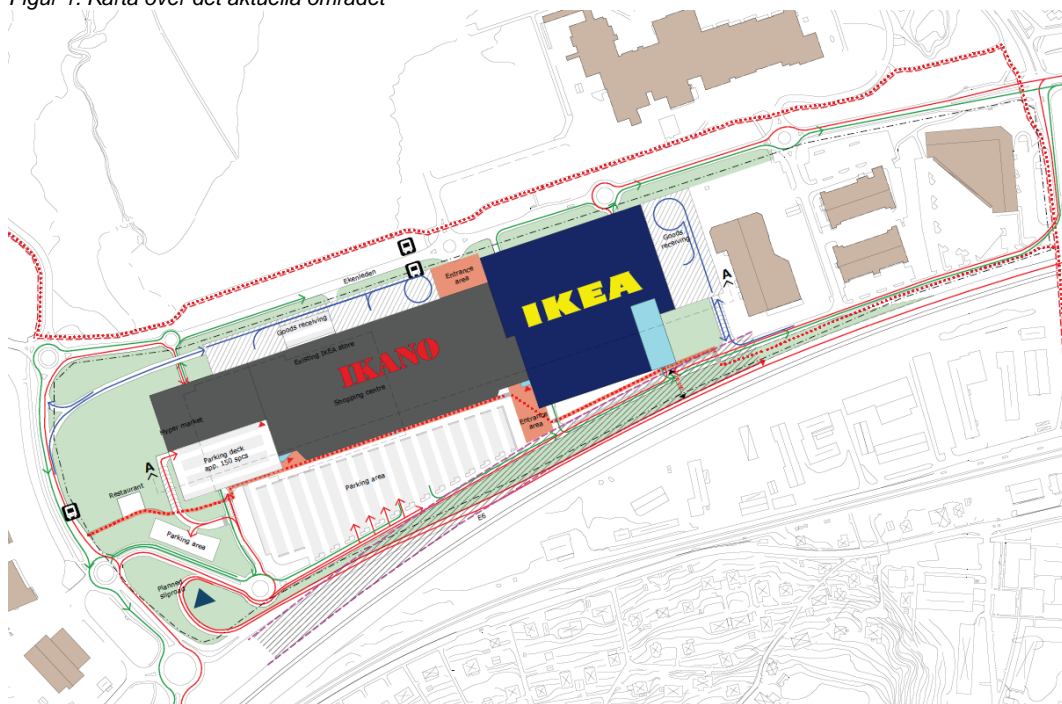 Figur 1. Karta över det aktuella området
Goods
receiving
A
Entrance
area
Ekenleden
IKEA
Goods receiving
Existing IKEA store
IKANO
Shopping centre
Hyper market
Entrance
area
Parking deck
app. 150 spcs
A
Parking area
Restaurant
E6
Parking area
Planned
sliproad